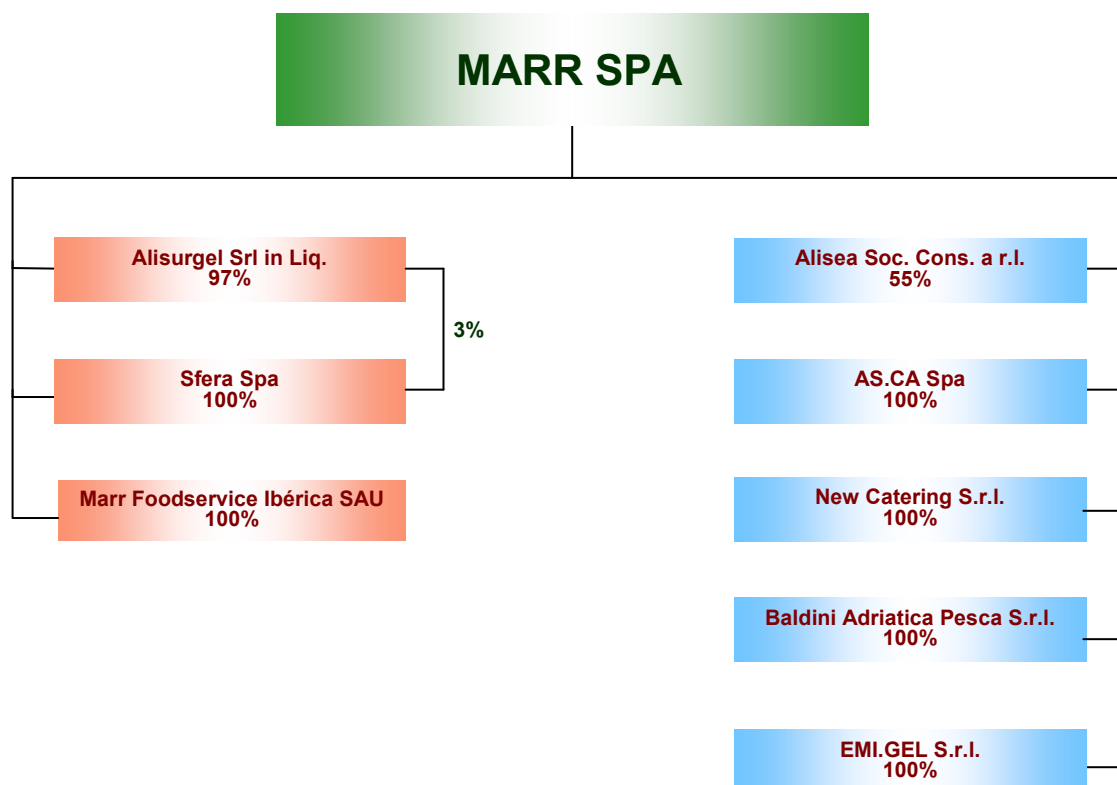 MARR SPA
Alisurgel Srl in Liq.
97%
3%
Sfera Spa
100%
Marr Foodservice Ibérica SAU
100%
Alisea Soc. Cons. a r.l.
55%
AS.CA Spa
100%
New Catering S.r.l.
100%
Baldini Adriatica Pesca S.r.l.
100%
EMI.GEL S.r.l.
100%